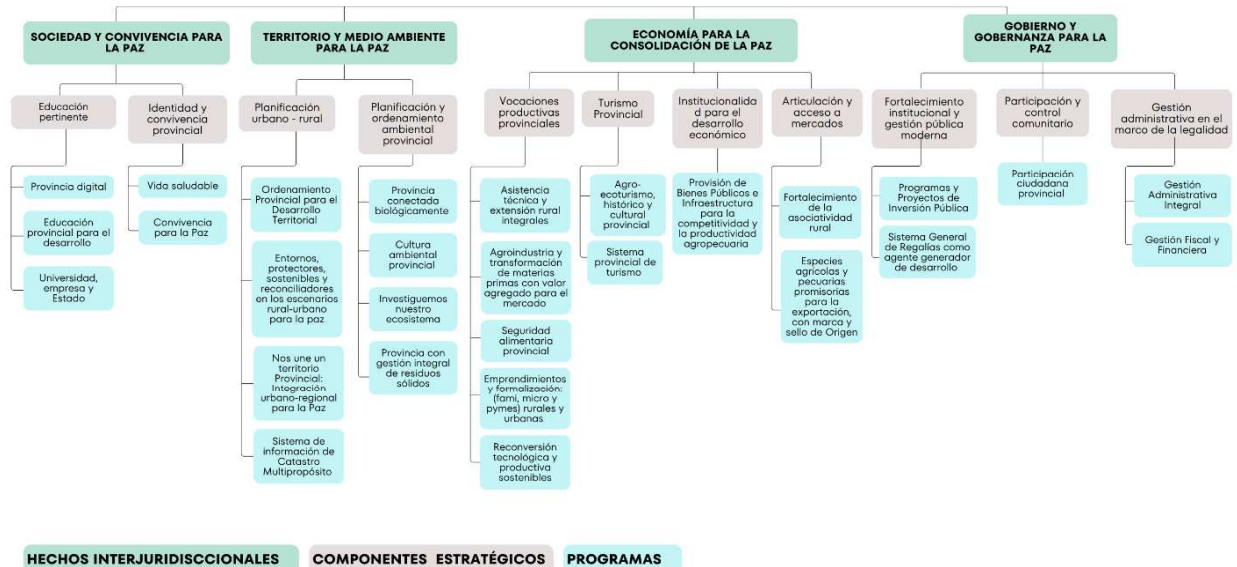 SOCIEDAD Y CONVIVENCIA PARA
LA PAZ
TERRITORIO Y MEDIO AMBIENTE
PARA LA PAZ
ECONOMÍA PARA LA
CONSOLIDACIÓN DE LA PAZ
GOBIERNO Y
GOBERNANZA PARA LA
PAZ
Educación
pertinente
Identidad y
convivencia
provincial
Planificación
urbano - rural
Planificación y
ordenamiento
ambiental
provincial
Vocaciones
productivas
provinciales
Turismo
Provincial
Institucionalida
d para el
desarrollo
económico
Articulación y
acceso a
mercados
Fortalecimiento
institucional y
gestión pública
moderna
Participación y
control
comunitario
Gestión
administrativa en el
marco de la legalidad
Provincia digital
Educación
provincial para el
desarrollo
Universidad,
empresa y
Estado
Vida saludable
Convivencia
para la Paz
Ordenamiento
Provincial para el
Desarrollo
Territorial
Entornos,
protectores,
sostenibles y
reconciliadores
en los escenarios
rural-urbano
para la paz
Nos une un
territorio
Provincial:
Integración
urbano-regional
para la Paz
Sistema de
información de
Catastro
Multipropósito
Provincia
conectada
biológicamente
Cultura
ambiental
provincial
Investiguemos
nuestro
ecosistema
Provincia con
gestión integral
de residuos
sólidos
Asistencia
técnica y
extensión rural
integrales
Agroindustria y
transformación
de materias
primas con valor
agregado para el
mercado
Seguridad
alimentaria
provincial
Emprendimientos
y formalización:
(fami, micro y
pymes) rurales y
urbanas
Reconversión
tecnológica y
productiva
sostenibles
Agro-
ecoturismo,
histórico y
cultural
provincial
Sistema
provincial de
turismo
Provisión de
Bienes Públicos e
Infraestructura
para la
competitividad y
la productividad
agropecuaria
Fortalecimiento
de la
asociatividad
rural
Especies
agrícolas y
pecuarias
promisorias
para la
exportación,
con marca y
sello de Origen
Programas y
Proyectos de
Inversión Pública
Sistema General
de Regalías como
agente generador
de desarrollo
Participación
ciudadana
provincial
Gestión
Administrativa
Integral
Gestión Fiscal y
Financiera
HECHOS INTERJURIDISCCIONALES
COMPONENTES ESTRATÉGICOS
PROGRAMAS